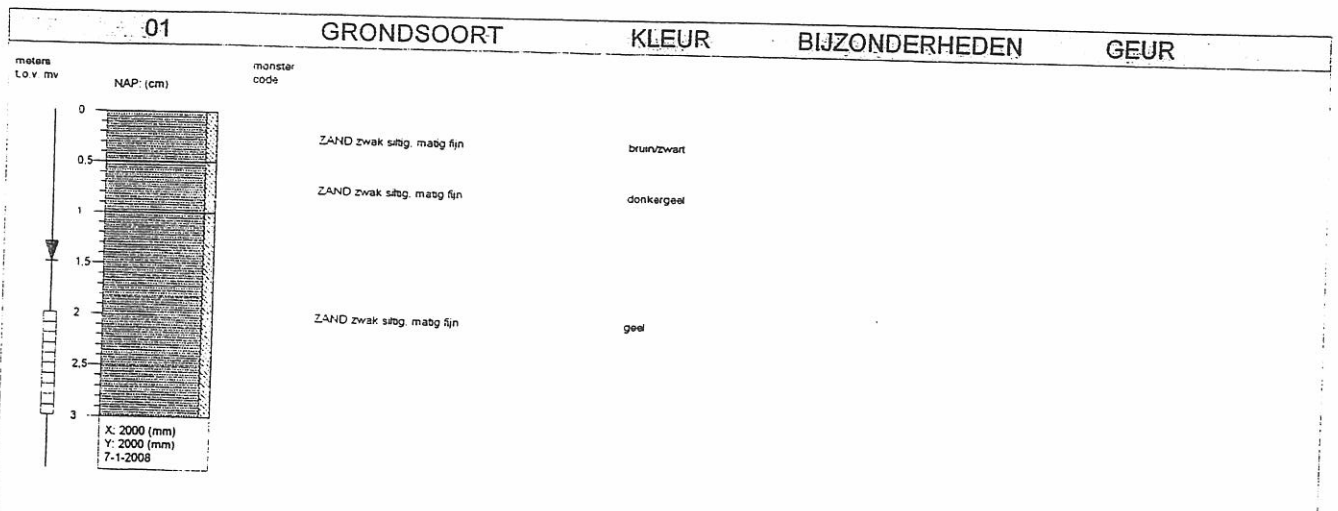 01 GRONDSOORT KLEUR BIJZONDERHEDEN GEUR
meters
t.o.v. mv
NAP: (cm)
monster
code
0
ZAND zwak siltig, matig fijn bruin/zwart
0.5
ZAND zwak siltig, matig fijn donkergeel
1
1.5
2
ZAND zwak siltig, matig fijn geel
2.5
3
X: 2000 (mm)
Y: 2000 (mm)
7-1-2008